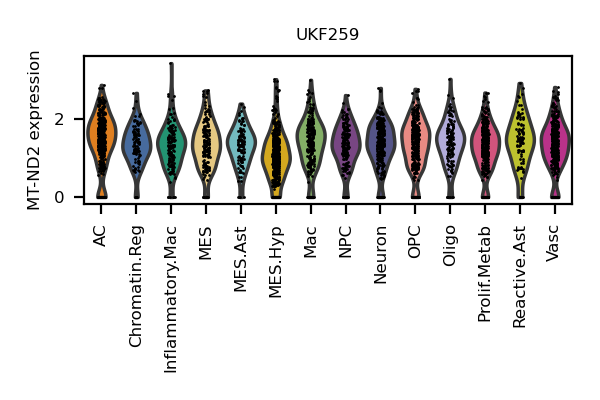 UKF259
MT-ND2 expression
2
0
AC
Chromatin.Reg
Inflammatory.Mac
MES
MES.Ast
MES.Hyp
Mac
NPC
Neuron
OPC
Oligo
Prolif.Metab
Reactive.Ast
Vasc